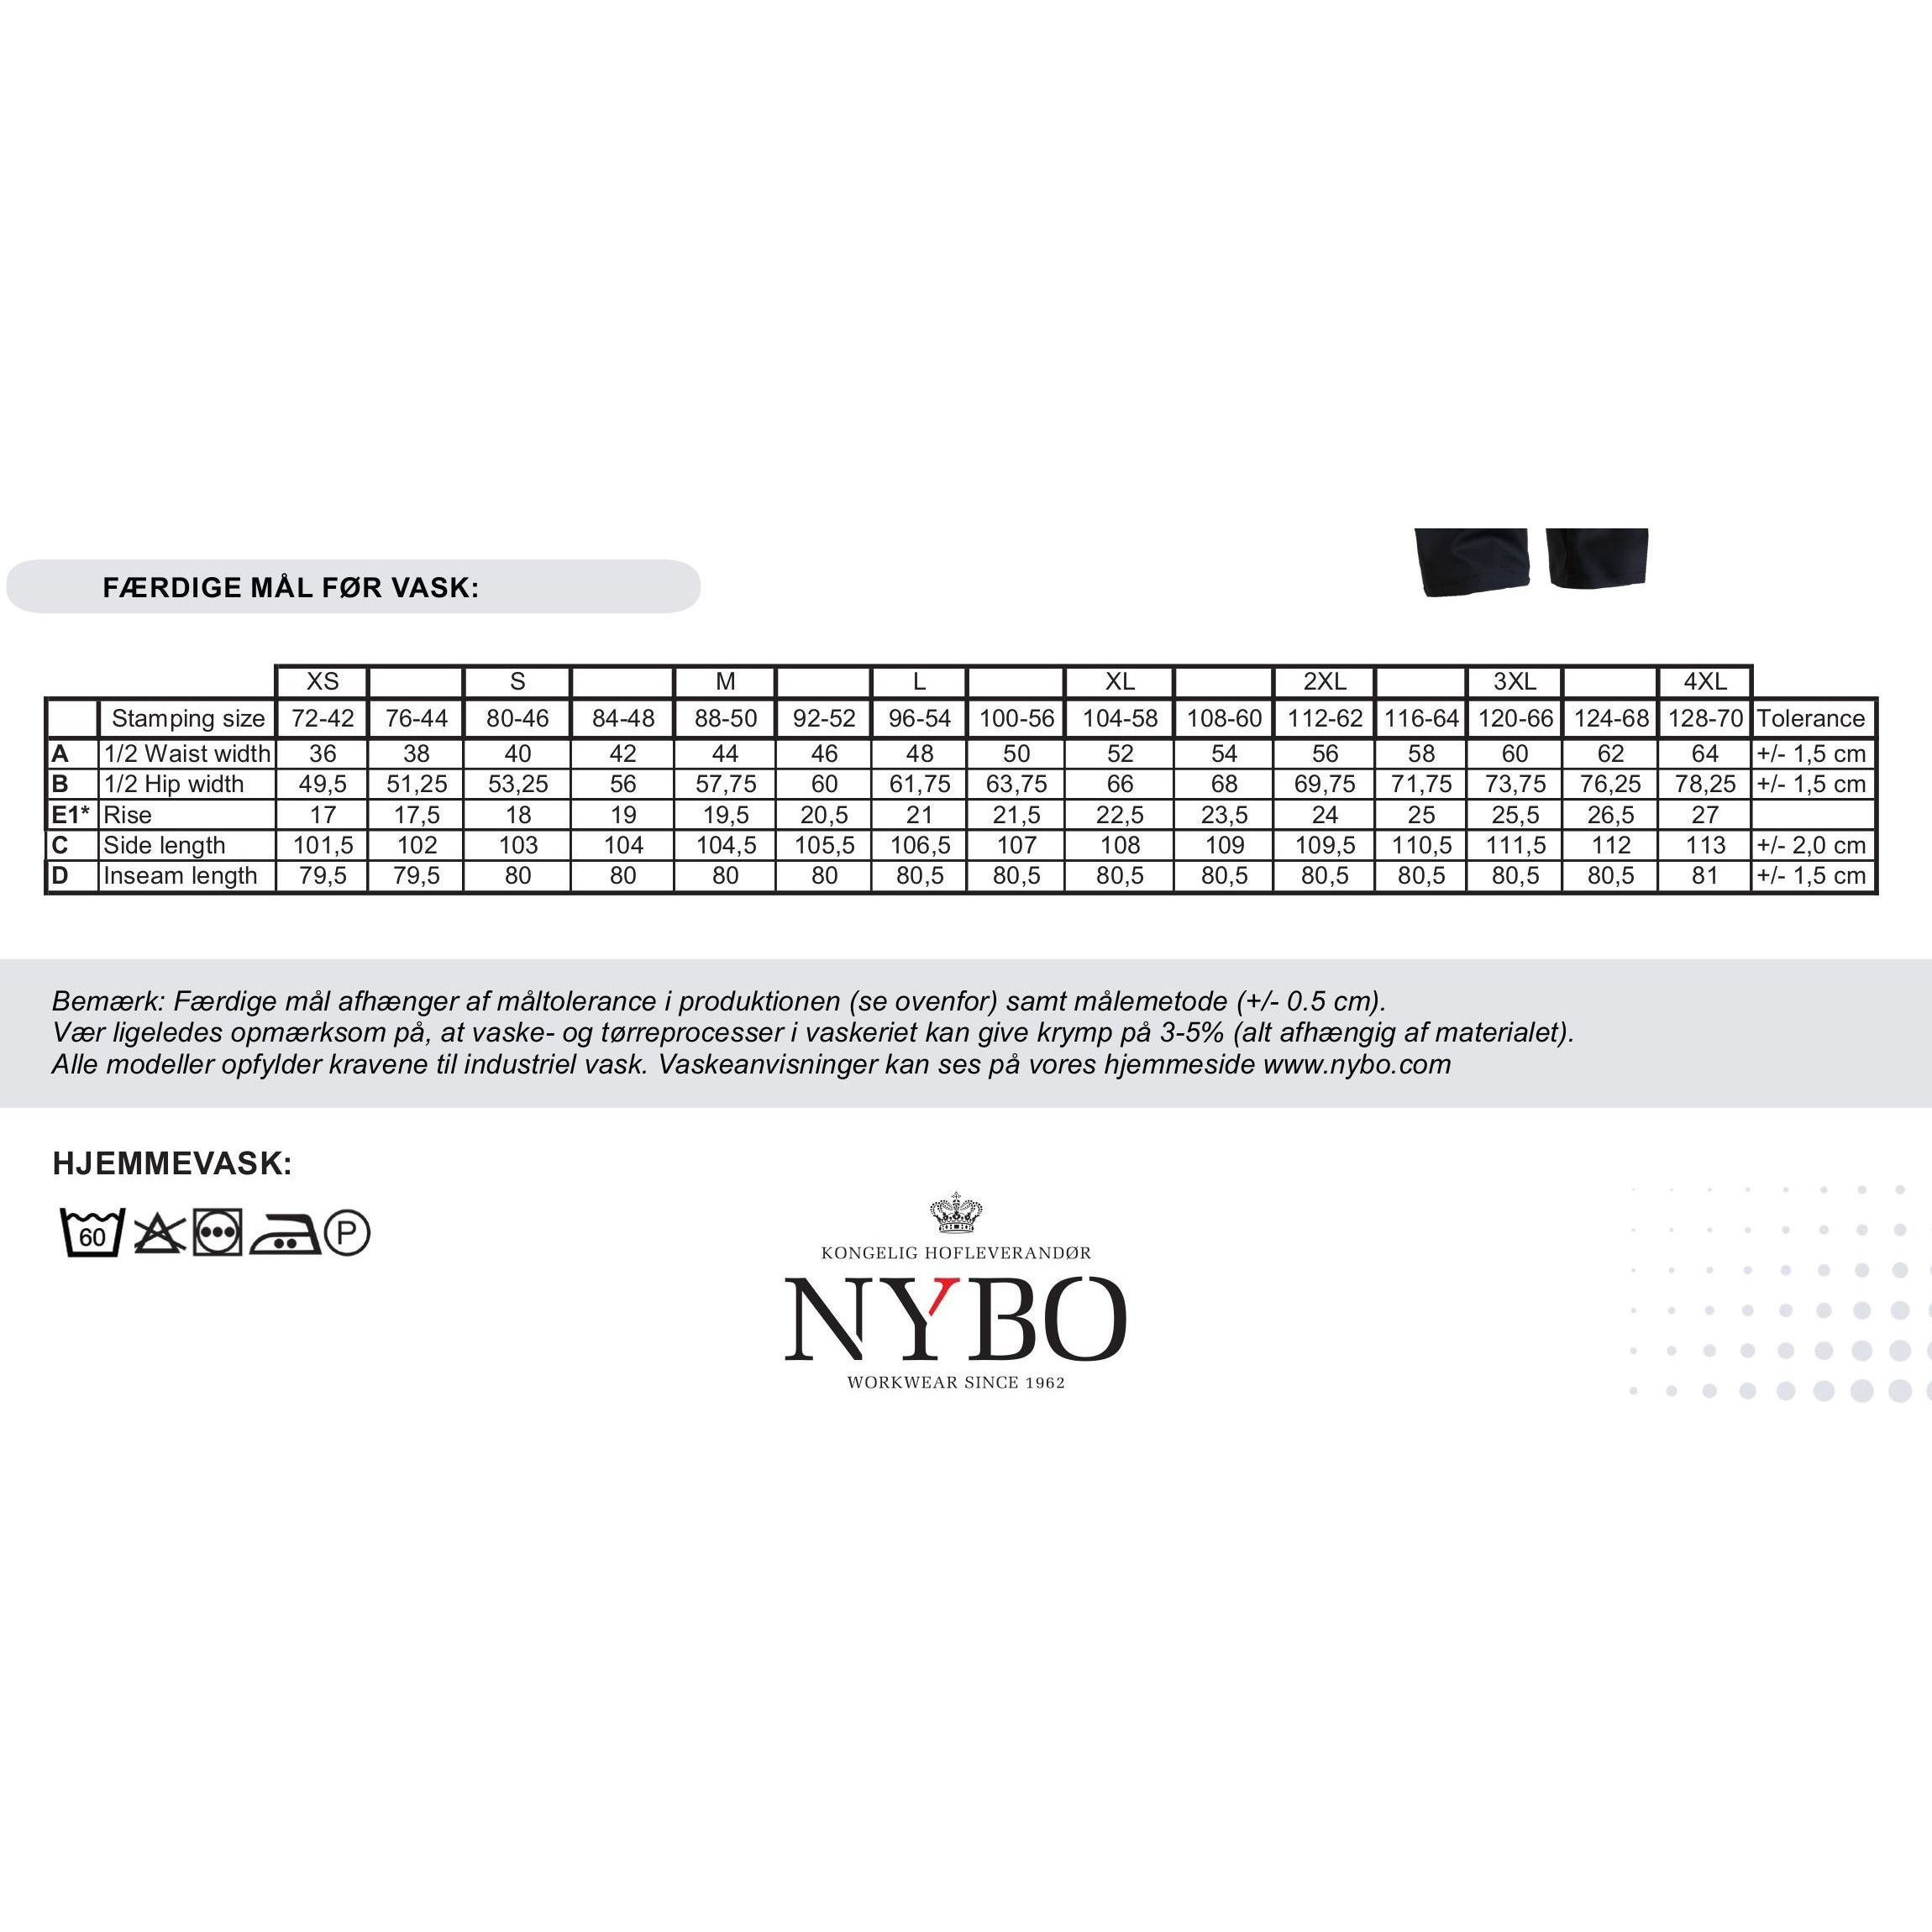 FÆRDIGE MÅL FØR VASK:
XS S M L XL 2XL 3XL 4XL
Stamping size 72-42 76-44 80-46 84-48 88-50 92-52 96-54 100-56 104-58 108-60 112-62 116-64 120-66 124-68 128-70 Tolerance
A 1/2 Waist width 36 38 40 42 44 46 48 50 52 54 56 58 60 62 64 +/- 1,5 cm
B 1/2 Hip width 49,5 51,25 53,25 56 57,75 60 61,75 63,75 66 68 69,75 71,75 73,75 76,25 78,25 +/- 1,5 cm
E1* Rise 17 17,5 18 19 19,5 20,5 21 21,5 22,5 23,5 24 25 25,5 26,5 27
C Side length 101,5 102 103 104 104,5 105,5 106,5 107 108 109 109,5 110,5 111,5 112 113 +/- 2,0 cm
D Inseam length 79,5 79,5 80 80 80 80 80,5 80,5 80,5 80,5 80,5 80,5 80,5 80,5 81 +/- 1,5 cm
Bemærk: Færdige mål afhænger af måltolerance i produktionen (se ovenfor) samt målemetode (+/- 0.5 cm).
Vær ligeledes opmærksom på, at vaske- og tørreprocesser i vaskeriet kan give krymp på 3-5% (alt afhængig af materialet).
Alle modeller opfylder kravene til industriel vask. Vaskeanvisninger kan ses på vores hjemmeside www.nybo.com
HJEMMEVASK:
60 P
KONGELIG HOFLEVERANDØR
NYBO
WORKWEAR SINCE 1962